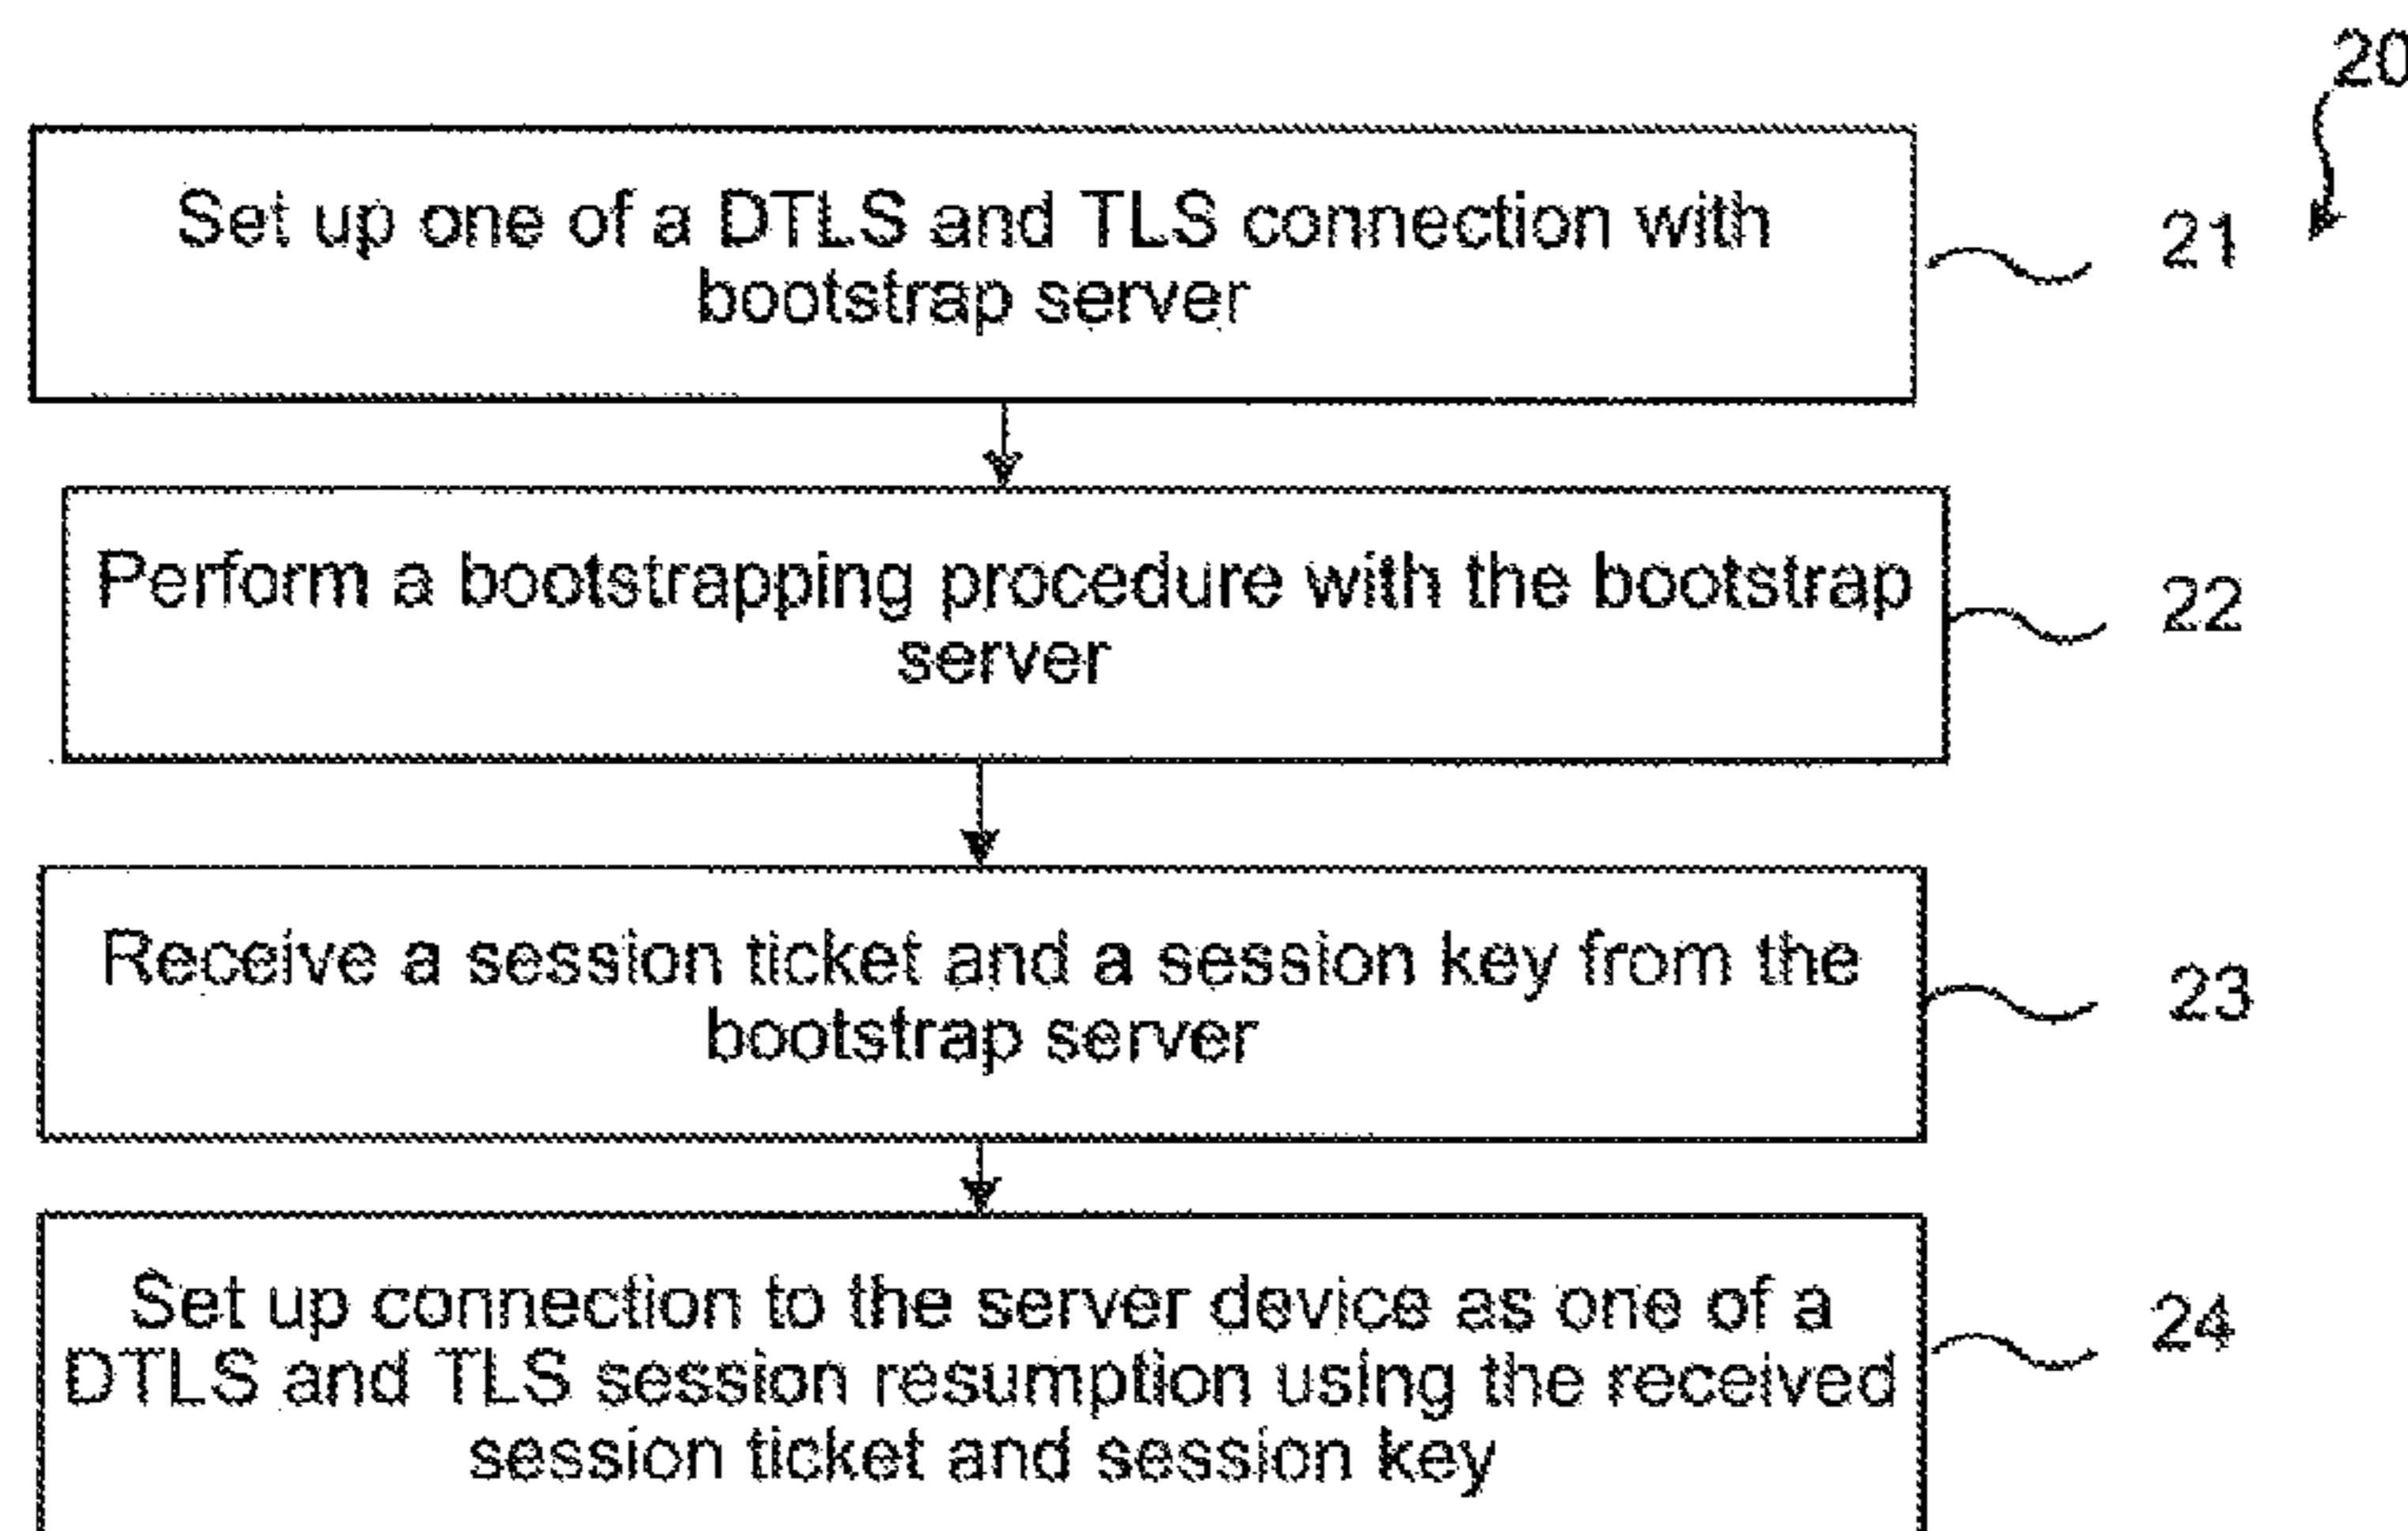 20
Set up one of a DTLS and TLS connection with
bootstrap server
21
Perform a bootstrapping procedure with the bootstrap
server
22
Receive a session ticket and a session key from the
bootstrap server
23
Set up connection to the server device as one of a
DTLS and TLS session resumption using the received
session ticket and session key
24